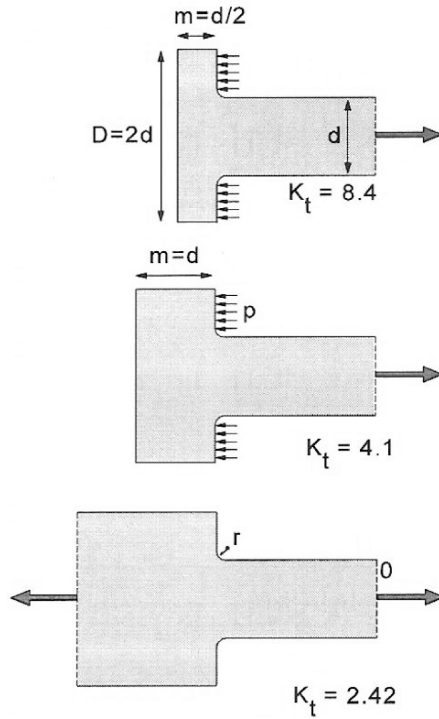 m=d/2
D=2d
d
K_t = 8.4
m=d
p
K_t = 4.1
r
0
K_t = 2.42